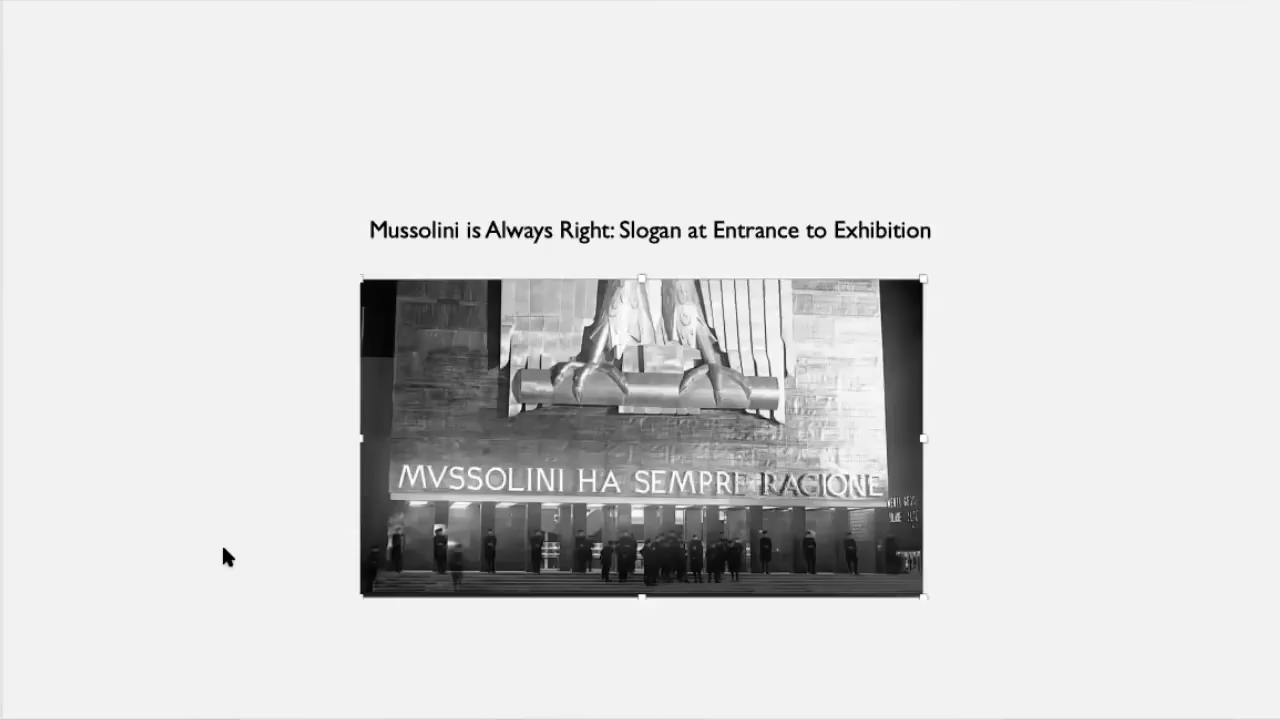 Mussolini is Always Right: Slogan at Entrance to Exhibition
MVSSOLINI HA SEMPRE RAGIONE